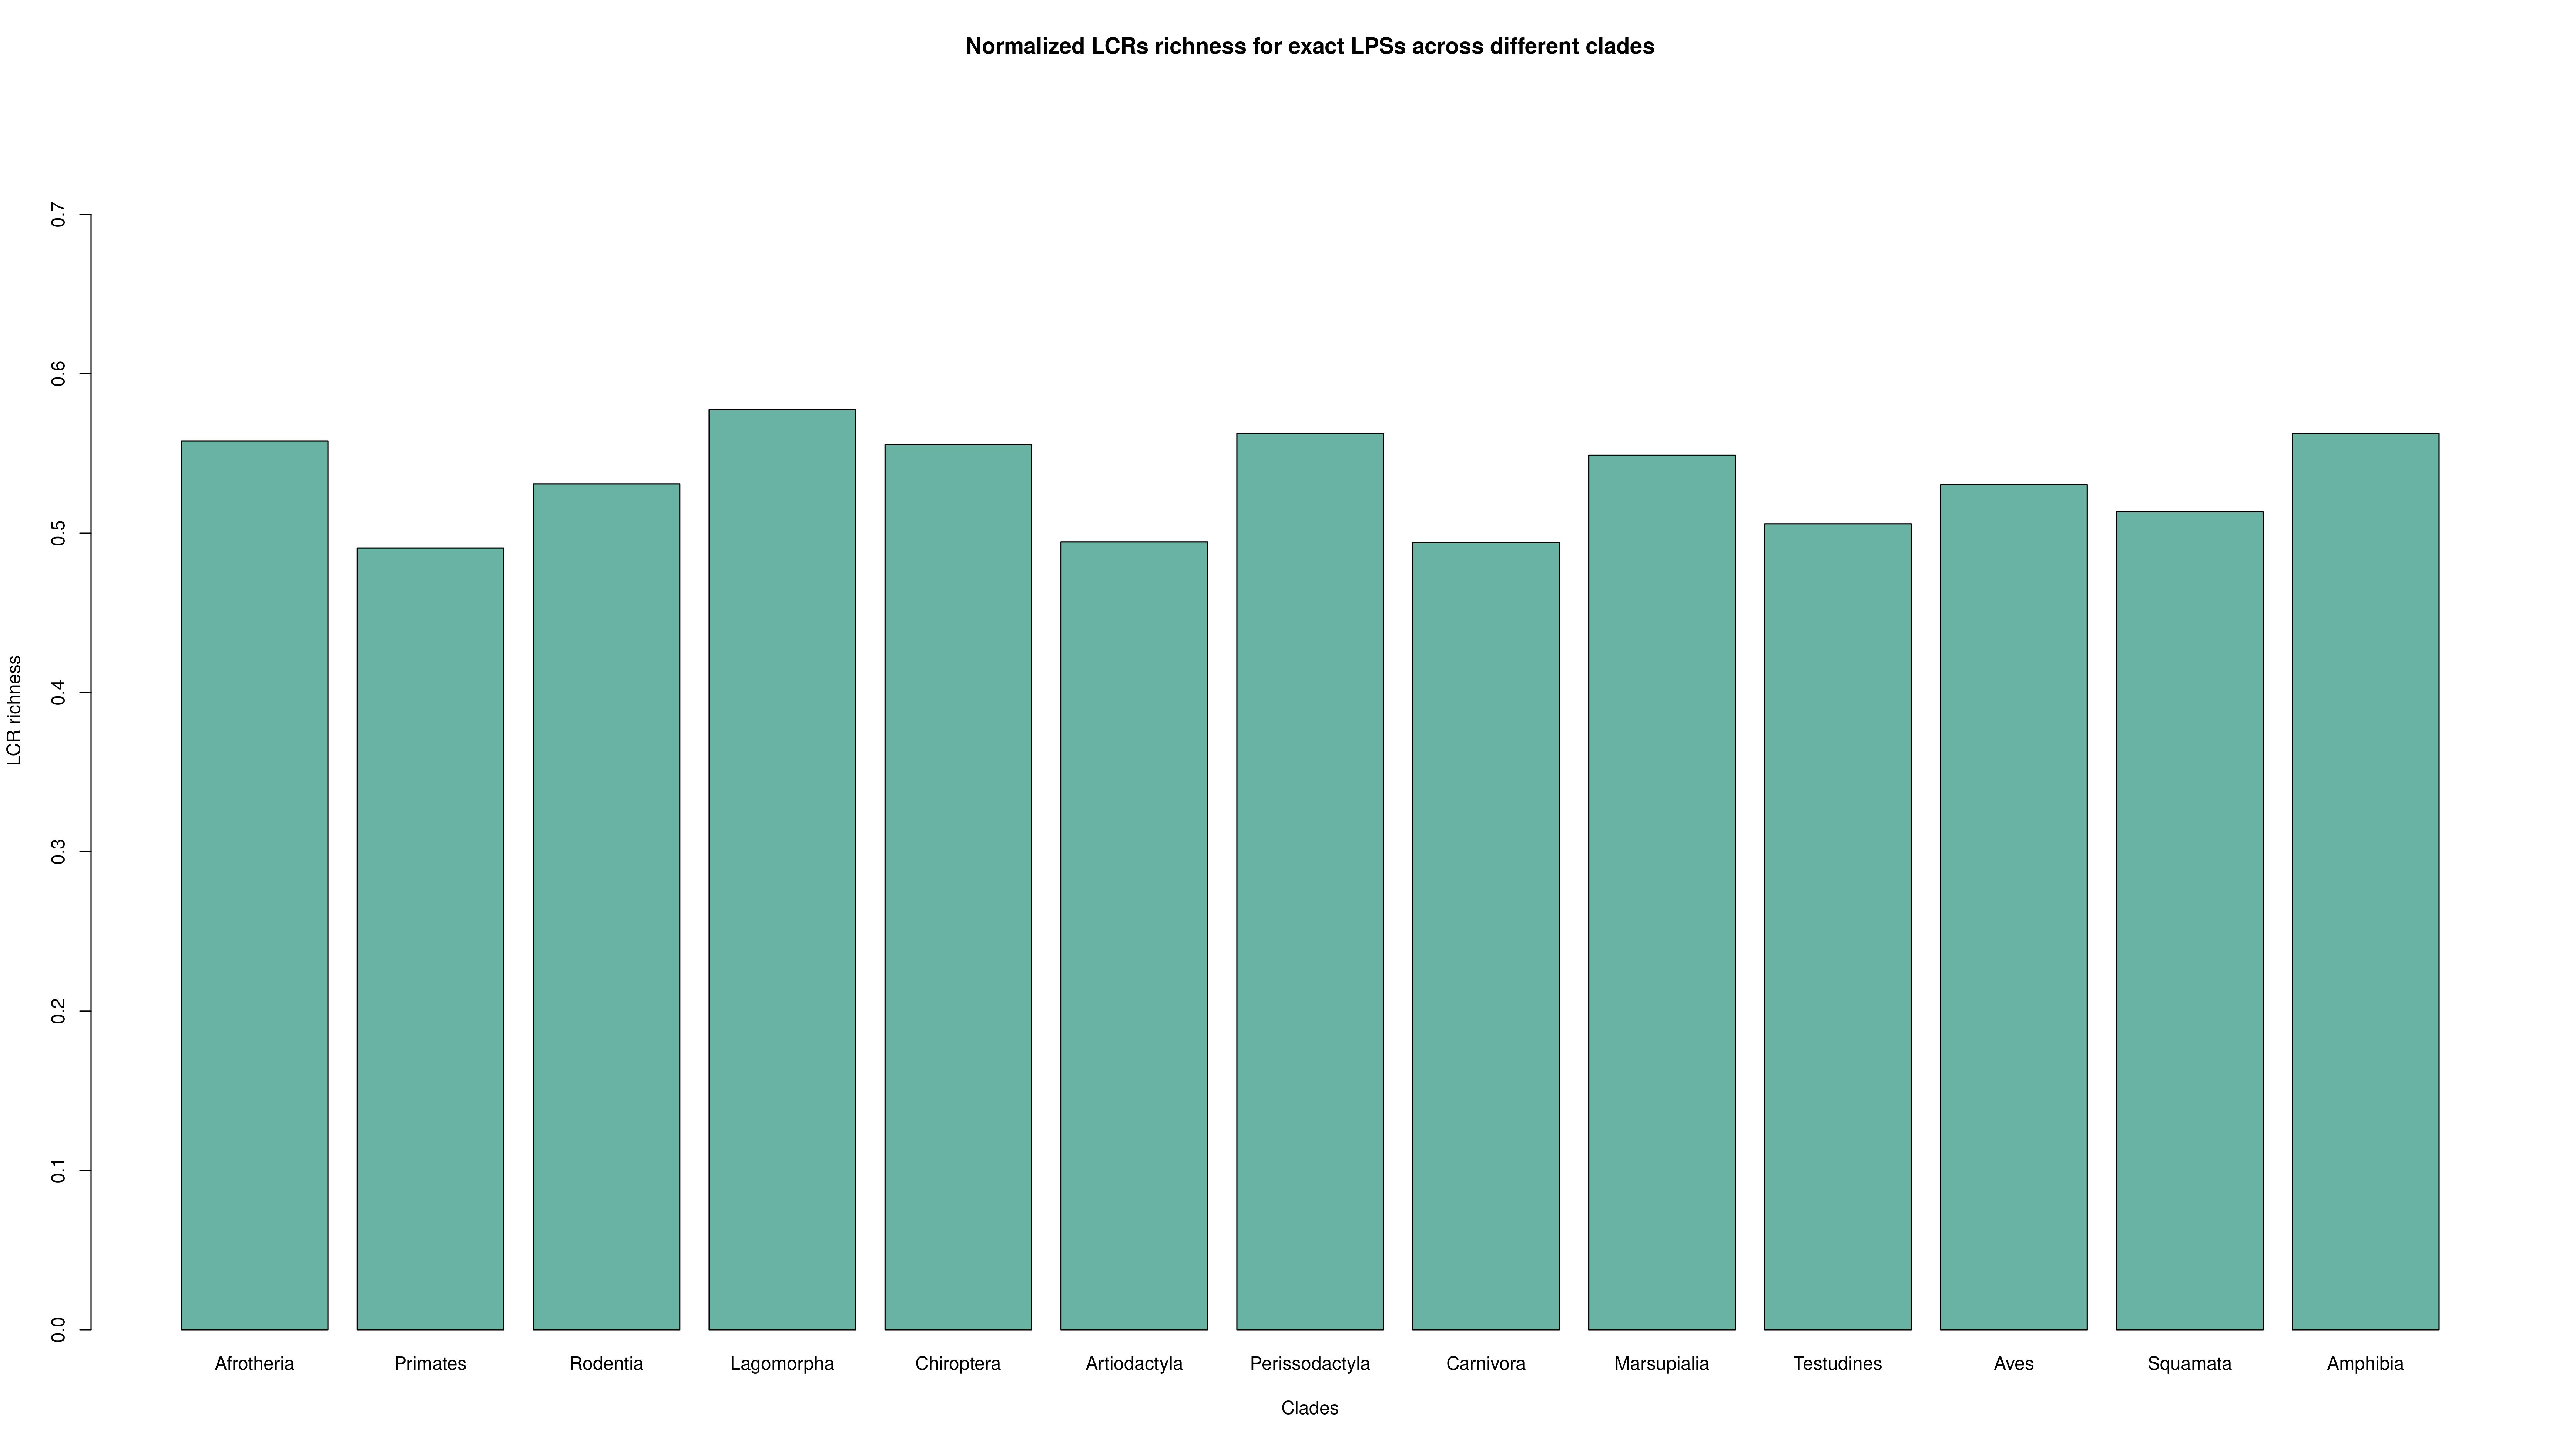 Normalized LCRs richness for exact LPSs across different clades
LCR richness
0.7
0.6
0.5
0.4
0.3
0.2
0.1
0.0
Afrotheria Primates Rodentia Lagomorpha Chiroptera Artiodactyla Perissodactyla Carnivora Marsupialia Testudines Aves Squamata Amphibia
Clades